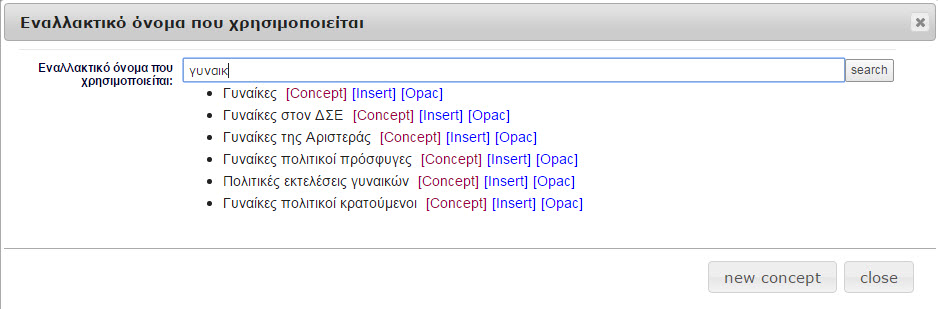 Εναλλακτικό όνομα που χρησιμοποιείται
Εναλλακτικό όνομα που
χρησιμοποιείται:
γυναικ
search
Γυναίκες [Concept] [Insert] [Opac]
Γυναίκες στον ΔΣΕ [Concept] [Insert] [Opac]
Γυναίκες της Αριστεράς [Concept] [Insert] [Opac]
Γυναίκες πολιτικοί πρόσφυγες [Concept] [Insert] [Opac]
Πολιτικές εκτελέσεις γυναικών [Concept] [Insert] [Opac]
Γυναίκες πολιτικοί κρατούμενοι [Concept] [Insert] [Opac]
new concept close